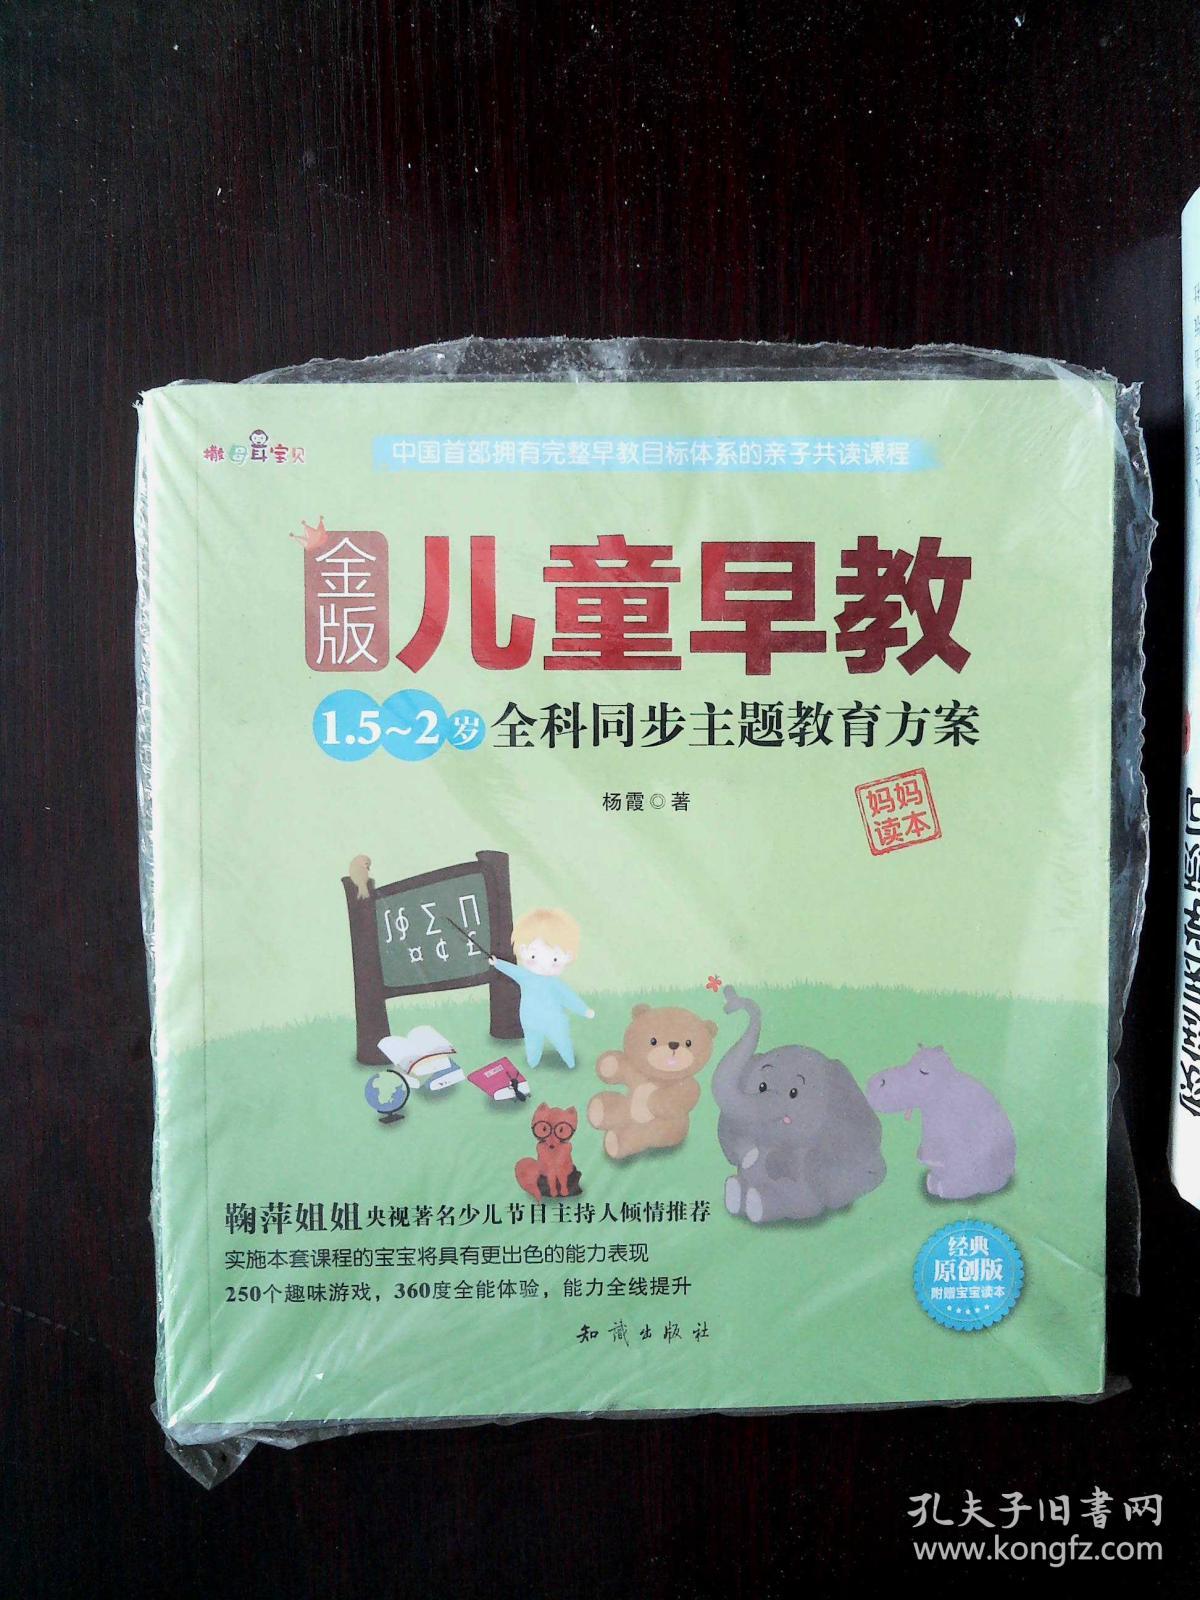 撒母耳宝贝
中国首部拥有完整早教目标体系的亲子共读课程
金版
儿童早教
1.5~2岁 全科同步主题教育方案
杨霞◎著
妈妈
读本
∫∮ Σ Π
¤ ¢ £
鞠萍姐姐 央视著名少儿节目主持人倾情推荐
实施本套课程的宝宝将具有更出色的能力表现
250个趣味游戏，360度全能体验，能力全线提升
经典
原创版
附赠宝宝读本
知识出版社
孔夫子旧书网
www.kongfz.com